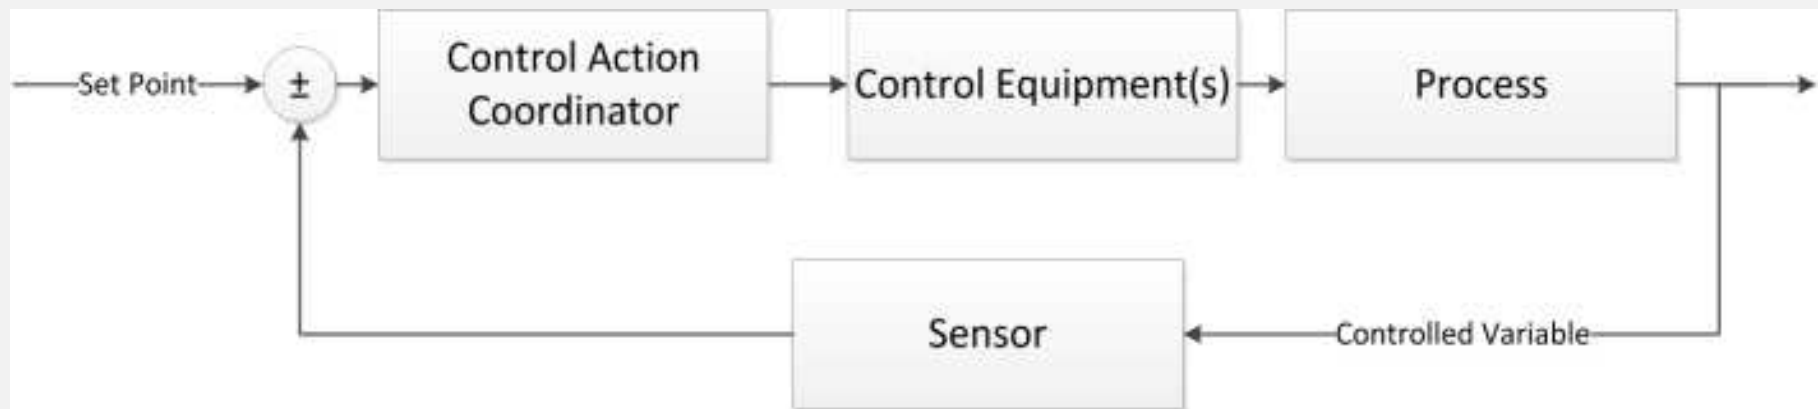 Set Point
±
Control Action
Coordinator
Control Equipment(s)
Process
Sensor
Controlled Variable